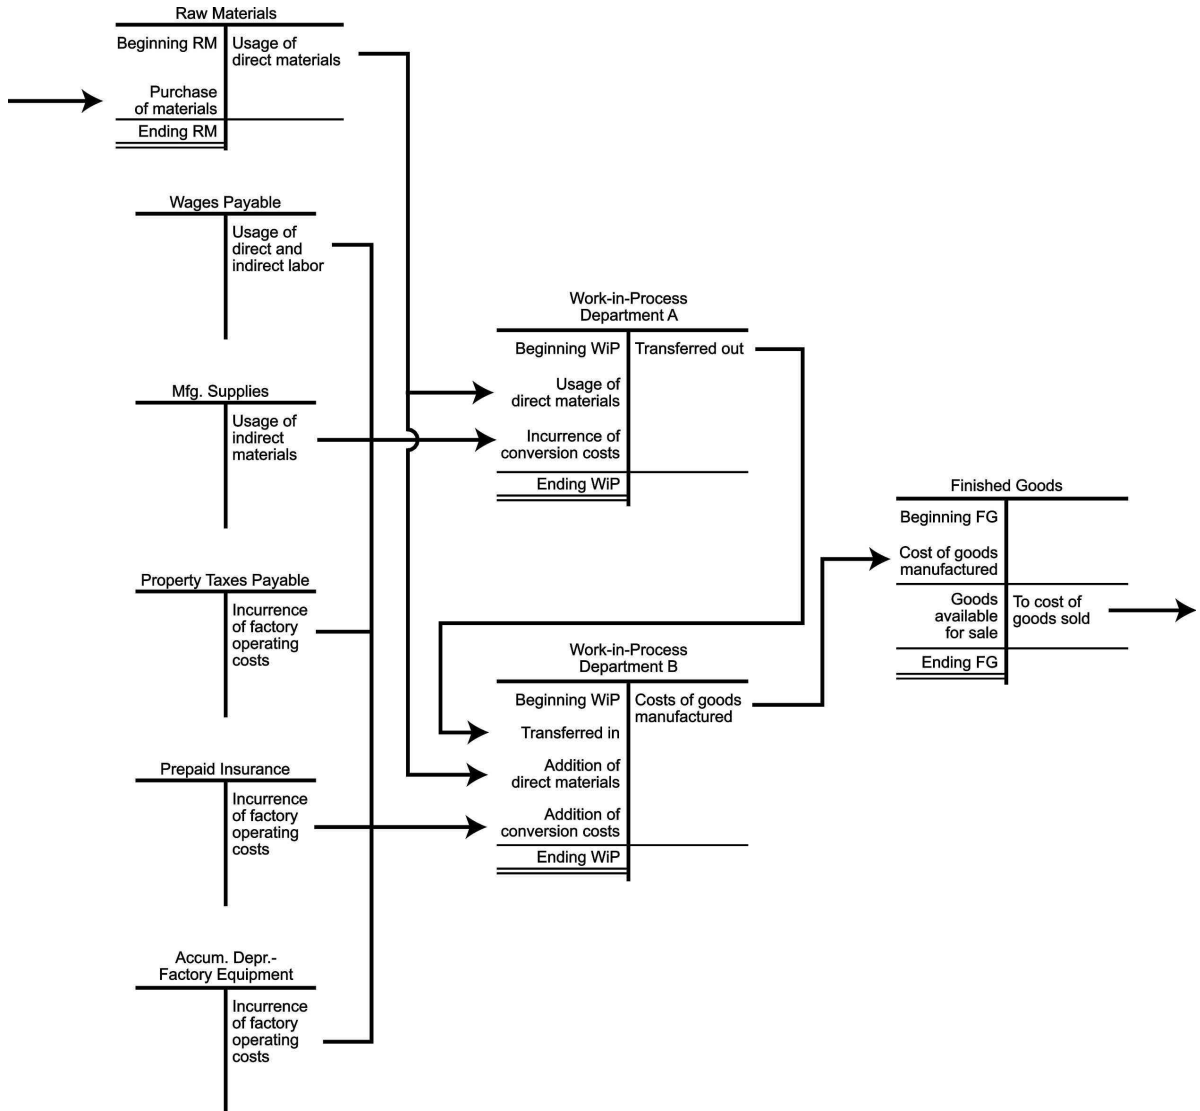 Raw Materials
Beginning RM
Usage of
direct materials
Purchase
of materials
Ending RM
Wages Payable
Usage of
direct and
indirect labor
Mfg. Supplies
Usage of
indirect
materials
Property Taxes Payable
Incurrence
of factory
operating
costs
Prepaid Insurance
Incurrence
of factory
operating
costs
Accum. Depr.-
Factory Equipment
Incurrence
of factory
operating
costs
Work-in-Process
Department A
Beginning WiP
Transferred out
Usage of
direct materials
Incurrence of
conversion costs
Ending WiP
Work-in-Process
Department B
Beginning WiP
Costs of goods
manufactured
Transferred in
Addition of
direct materials
Addition of
conversion costs
Ending WiP
Finished Goods
Beginning FG
Cost of goods
manufactured
Goods
available
for sale
To cost of
goods sold
Ending FG